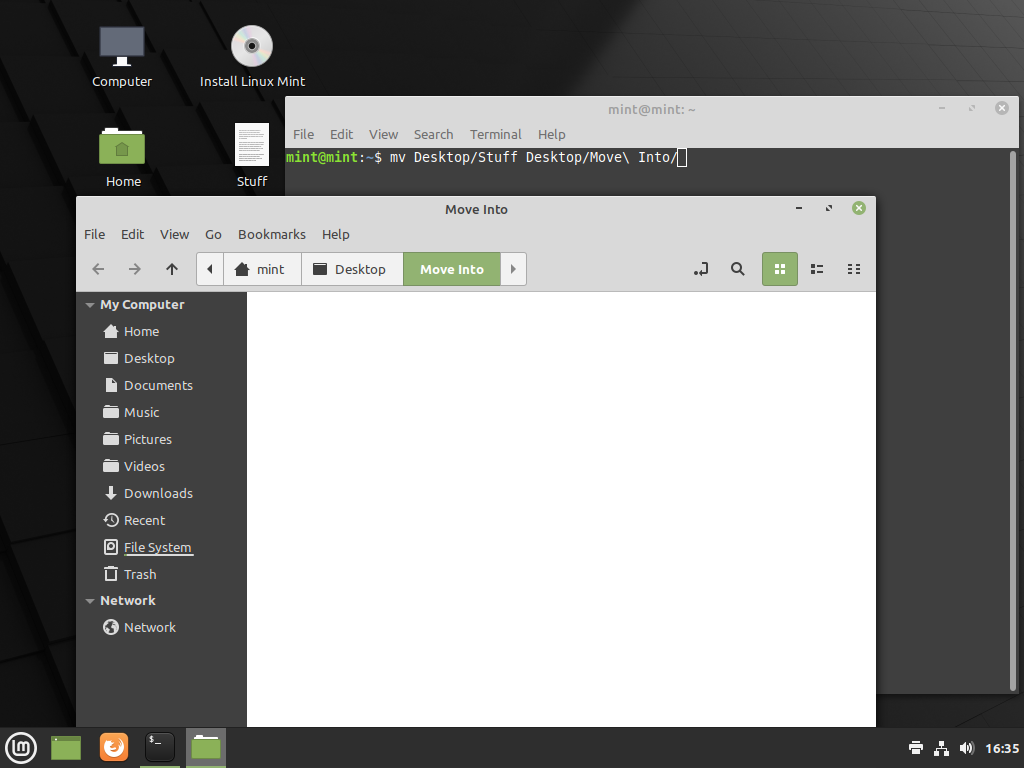 Computer
Install Linux Mint
mint@mint: ~
File Edit View Search Terminal Help
mint@mint:~$ mv Desktop/Stuff Desktop/Move\ Into/
Home
Stuff
Move Into
File Edit View Go Bookmarks Help
mint Desktop Move Into
My Computer
Home
Desktop
Documents
Music
Pictures
Videos
Downloads
Recent
File System
Trash
Network
Network
$_
16:35